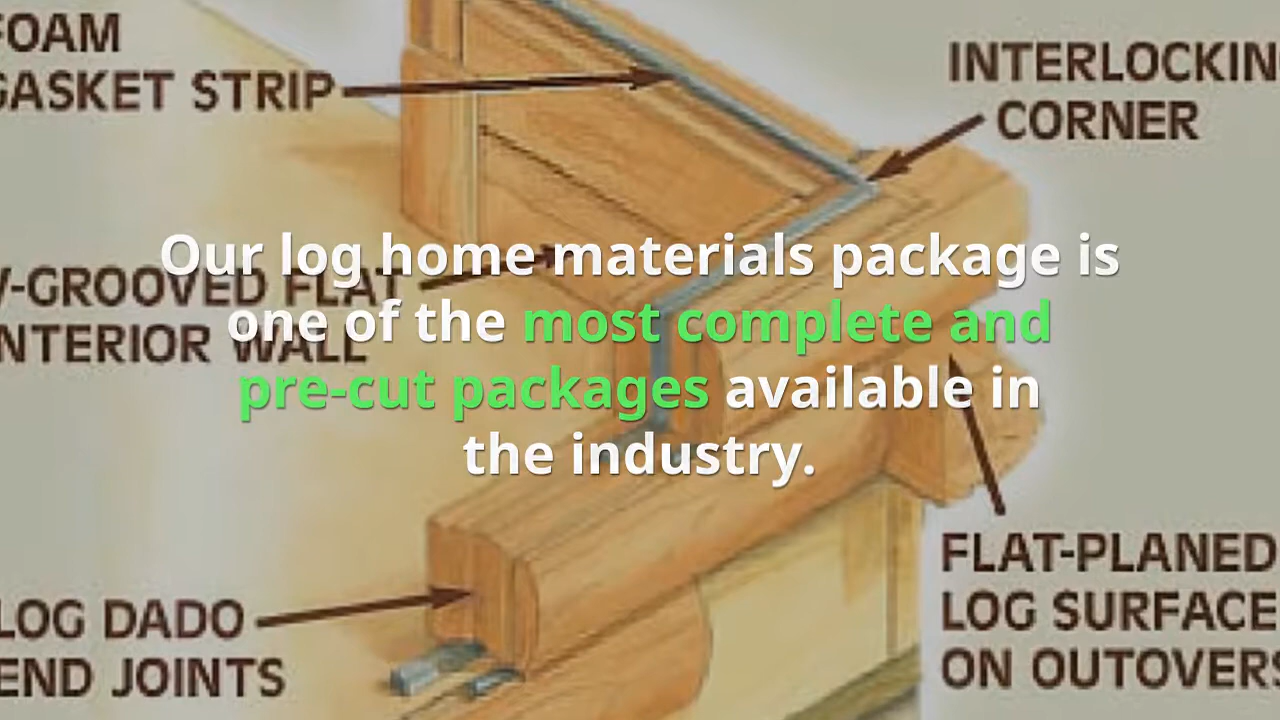 FOAM
GASKET STRIP
INTERLOCKIN
CORNER
Our log home materials package is
one of the most complete and
pre-cut packages available in
the industry.
V-GROOVED FLAT
INTERIOR WALL
LOG DADO
END JOINTS
FLAT-PLANED
LOG SURFACE
ON OUTOVERS